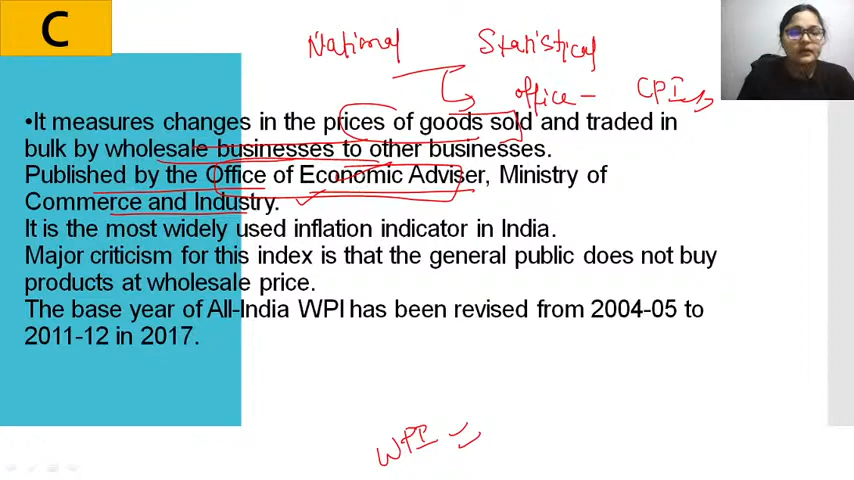 C
National Statistical
office - CPI
•It measures changes in the prices of goods sold and traded in
bulk by wholesale businesses to other businesses.
Published by the Office of Economic Adviser, Ministry of
Commerce and Industry.
It is the most widely used inflation indicator in India.
Major criticism for this index is that the general public does not buy
products at wholesale price.
The base year of All-India WPI has been revised from 2004-05 to
2011-12 in 2017.
WPI